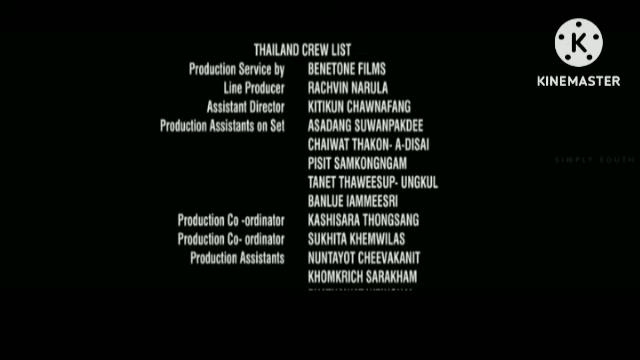 THAILAND CREW LIST
Production Service by BENETONE FILMS
Line Producer RACHVIN NARULA
Assistant Director KITIKUN CHAWNAFANG
Production Assistants on Set ASADANG SUWANPAKDEE
CHAIWAT THAKON- A-DISAI
PISIT SAMKONGNGAM
TANET THAWEESUP- UNGKUL
BANLUE IAMMEESRI
Production Co -ordinator KASHISARA THONGSANG
Production Co- ordinator SUKHITA KHEMWILAS
Production Assistants NUNTAYOT CHEEVAKANIT
KHOMKRICH SARAKHAM
K
KINEMASTER
SIMPLY SOUTH